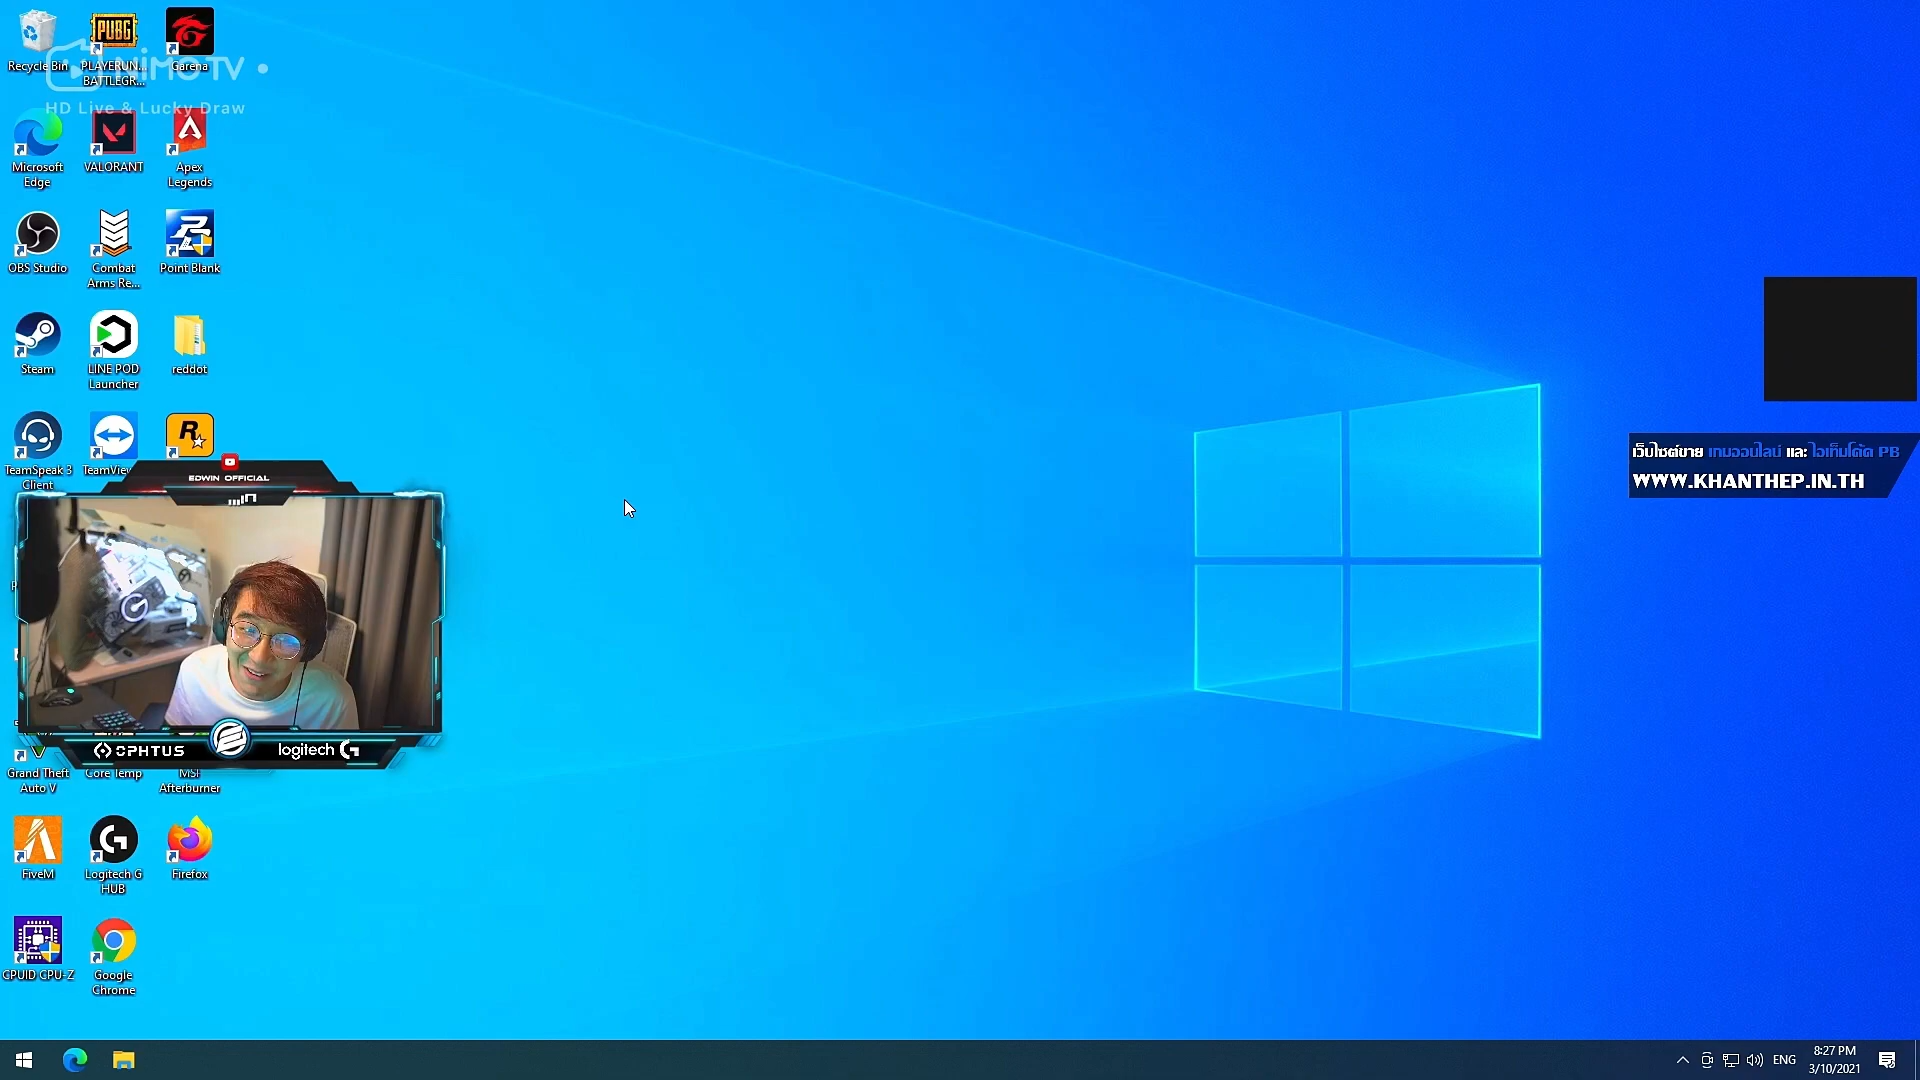 Recycle Bin
PLAYERUN...
BATTLEGR...
Garena
NIMOTV
HD Live & Lucky Draw
Microsoft
Edge
VALORANT
Apex
Legends
OBS Studio
Combat
Arms Re...
Point Blank
Steam
LINE POD
Launcher
reddot
TeamSpeak 3
Client
TeamView
EDWIN OFFICIAL
OPHTUS
logitech G
Grand Theft
Auto V
Core Temp
MSI
Afterburner
FiveM
Logitech G
HUB
Firefox
CPUID CPU-Z
Google
Chrome
เว็บไซต์ขาย เกมออนไลน์ และ ไอเท็มโค้ด PB
WWW.KHANTHEP.IN.TH
ENG
8:27 PM
3/10/2021